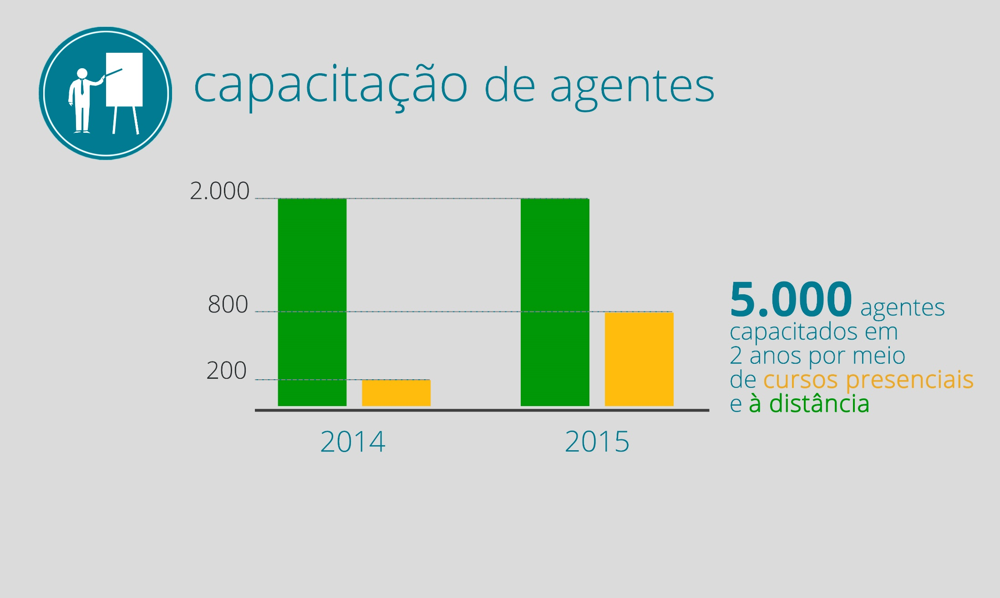 capacitação de agentes
2.000
800
200
2014
2015
5.000 agentes
capacitados em
2 anos por meio
de cursos presenciais
e à distância